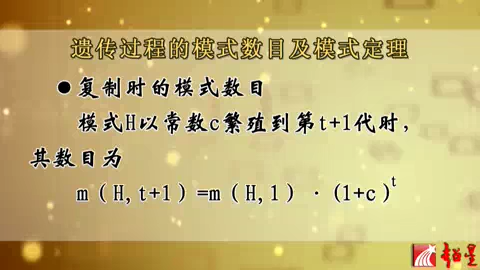 遗传过程的模式数目及模式定理
●复制时的模式数目
模式H以常数c繁殖到第t+1代时，
其数目为
m（H,t+1）=m（H,1）·（1+c）^t
超星